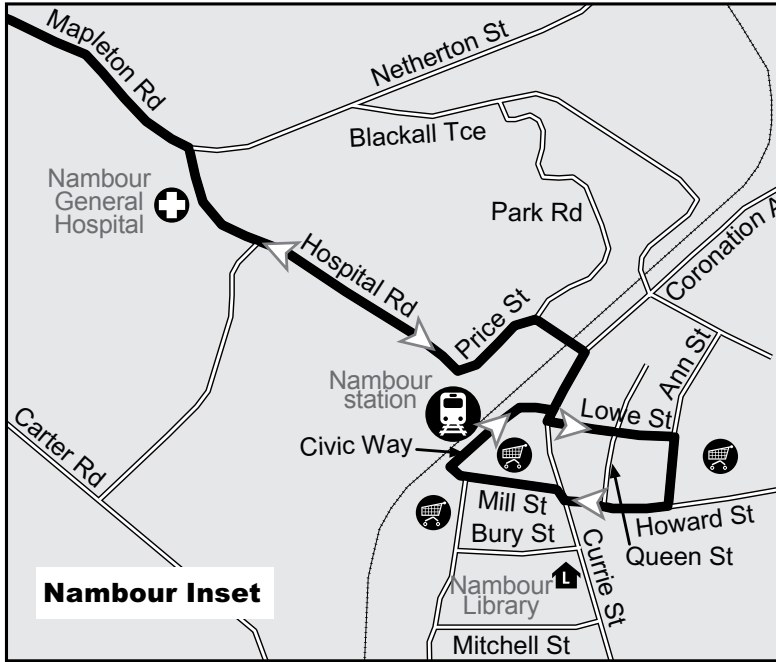 Mapleton Rd
Netherton St
Blackall Tce
Nambour
General
Hospital
Park Rd
Hospital Rd
Coronation A
Price St
Ann St
Nambour
station
Lowe St
Carter Rd
Civic Way
Mill St
Howard St
Bury St
Queen St
Currie St
L
Nambour
Library
Nambour Inset
Mitchell St